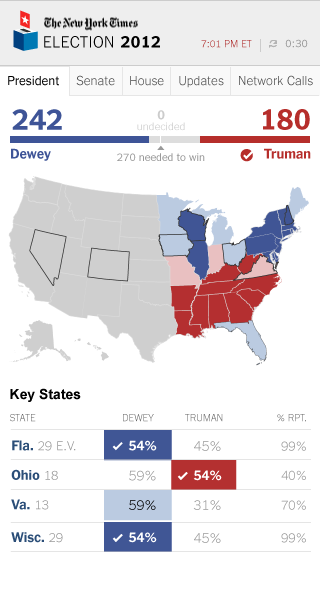 The New York Times
ELECTION 2012
7:01 PM ET
0:30
President Senate House Updates Network Calls
242 0 180
undecided
Dewey 270 needed to win Truman
Key States
STATE DEWEY TRUMAN % RPT.
Fla. 29 E.V. 54% 45% 99%
Ohio 18 59% 54% 40%
Va. 13 59% 31% 70%
Wisc. 29 54% 45% 99%